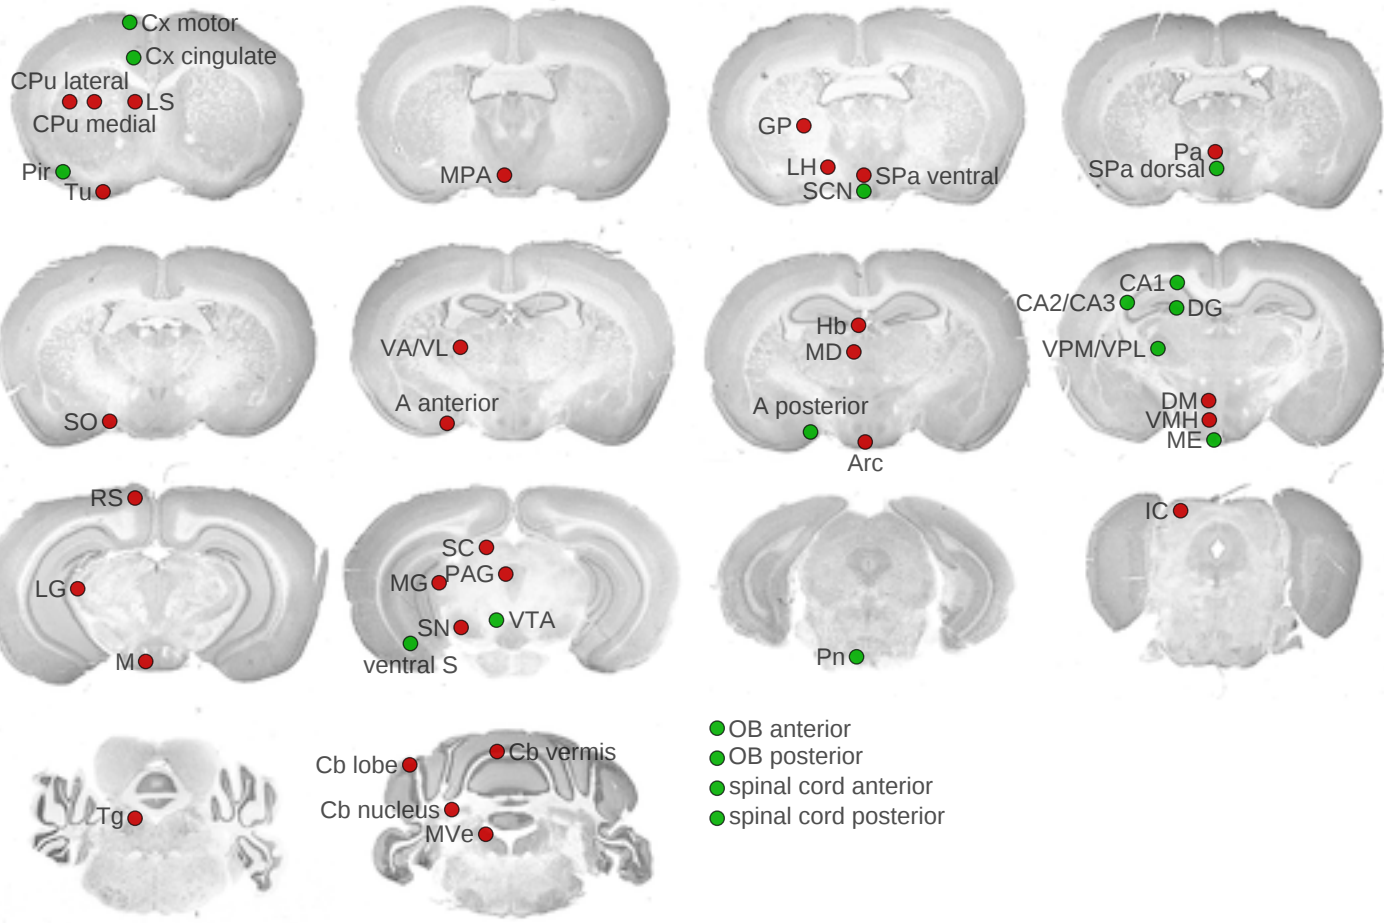 Cx motor
Cx cingulate
CPu lateral
LS
CPu medial
Pir
Tu
MPA
GP
LH
SPa ventral
SCN
Pa
SPa dorsal
SO
VA/VL
A anterior
Hb
MD
A posterior
Arc
CA1
CA2/CA3
DG
VPM/VPL
DM
VMH
ME
RS
LG
M
SC
MG
PAG
SN
VTA
ventral S
Pn
IC
Tg
Cb lobe
Cb vermis
Cb nucleus
MVe
OB anterior
OB posterior
spinal cord anterior
spinal cord posterior